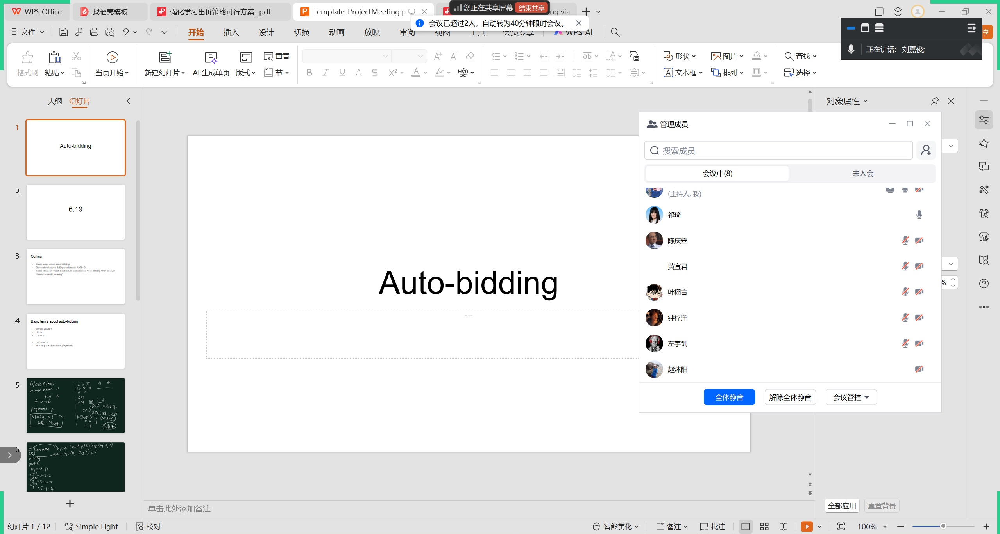 WPS Office
找稻壳模板
强化学习出价策略可行方案_.pdf
Template-ProjectMeeting.p
您正在共享屏幕 结束共享
ng via
会议已超过2人，自动转为40分钟限时会议。
文件
开始 插入 设计 切换 动画 放映 审阅 视图 工具 会员专享 WPS AI
享
正在讲话: 刘嘉俊;
格式刷 粘贴 当页开始 新建幻灯片 AI 生成单页 版式 重置 节
形状 图片 查找
文本框 排列 选择
大纲 幻灯片
对象属性
1
Auto-bidding
2
6.19
3
Outline
Basic terms about auto-bidding
Generative Models & Explorations on AIGB-G
Some ideas on "Nash Equilibrium Constrained Auto-bidding With Bi-level
Reinforcement Learning"
4
Basic terms about auto-bidding
private value: v
bid: b
f: v -> b
payment: p
M = (a, p) # (allocation, payment)
5
Notation
private value v
bid. b
f v→b
payment. p
M=(a.p)
GFP
GSP
6
IC
IR
truthful
utility
Auto-bidding
管理成员
搜索成员
会议中(8) 未入会
(主持人, 我)
祁琦
陈庆笠
黄宜君
叶栩言
钟梓洋
左宇钒
赵沐阳
全体静音 解除全体静音 会议管控
%
单击此处添加备注
全部应用 重置背景
幻灯片 1 / 12 Simple Light 校对
智能美化 备注 批注 100%